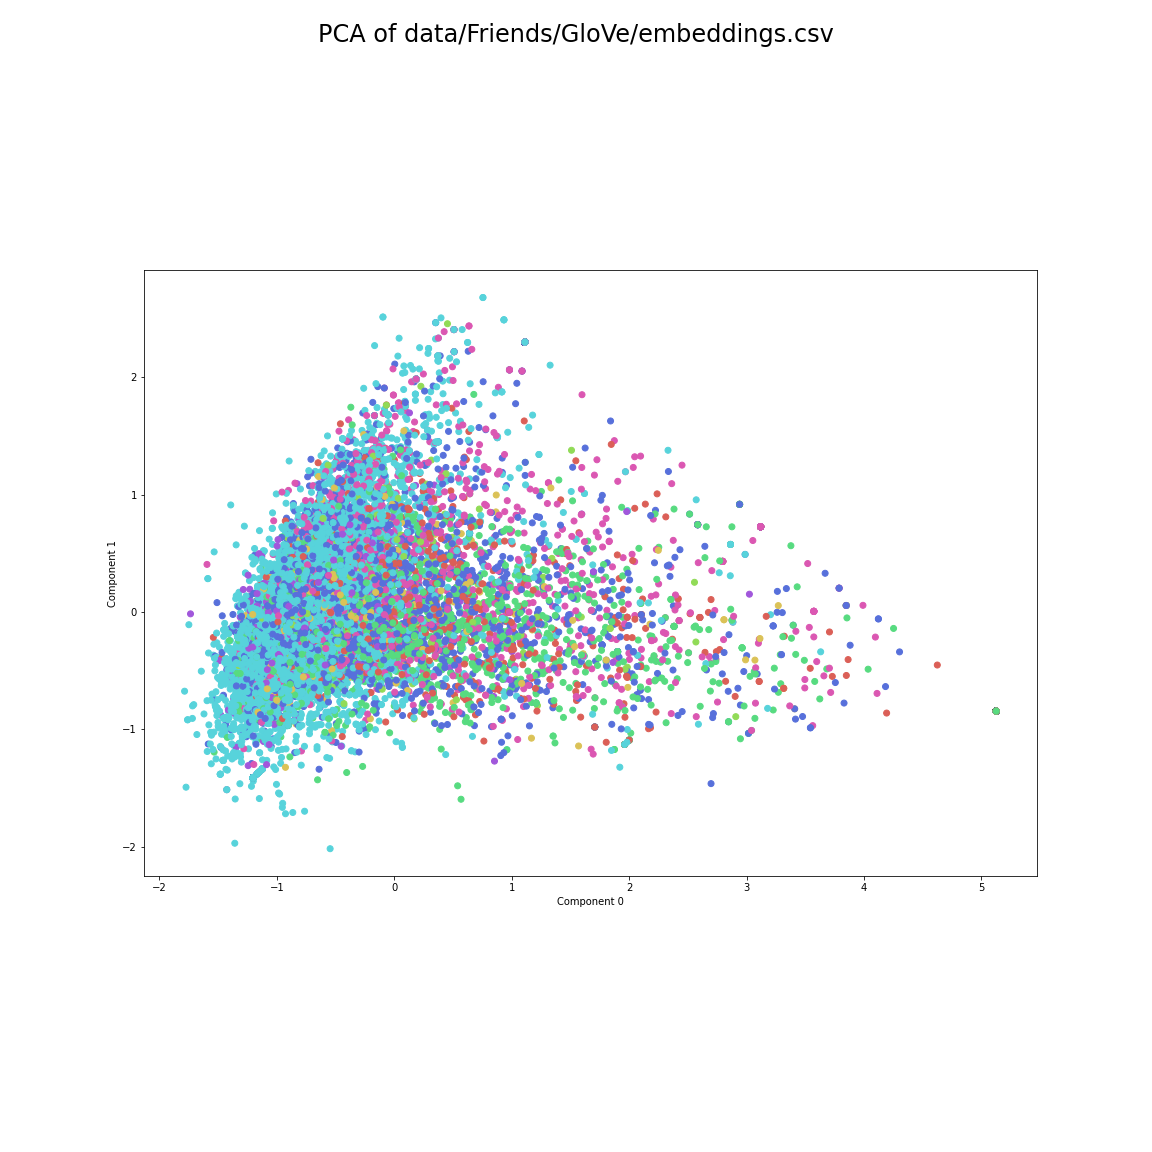 PCA of data/Friends/GloVe/embeddings.csv
2
1
0
−1
−2
Component 1
−2 −1 0 1 2 3 4 5
Component 0